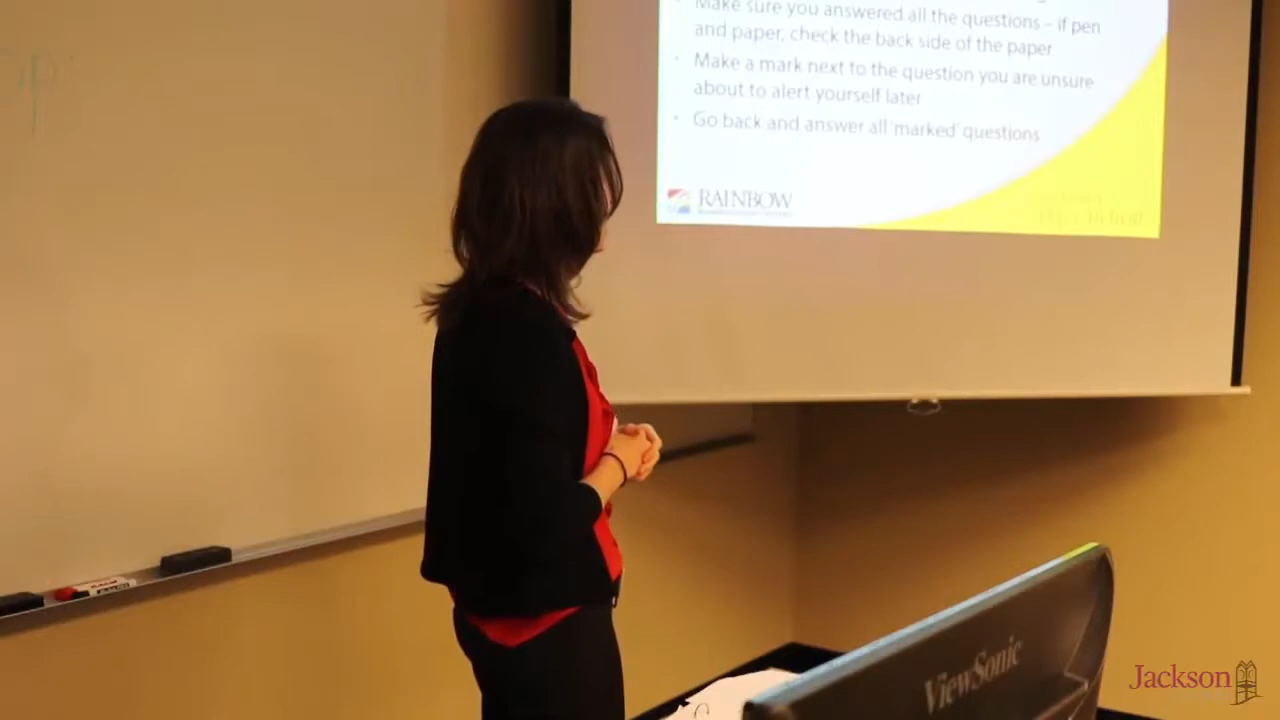 Make sure you answered all the questions – if pen
and paper, check the back side of the paper
Make a mark next to the question you are unsure
about to alert yourself later
Go back and answer all 'marked' questions
RAINBOW
ViewSonic
Jackson